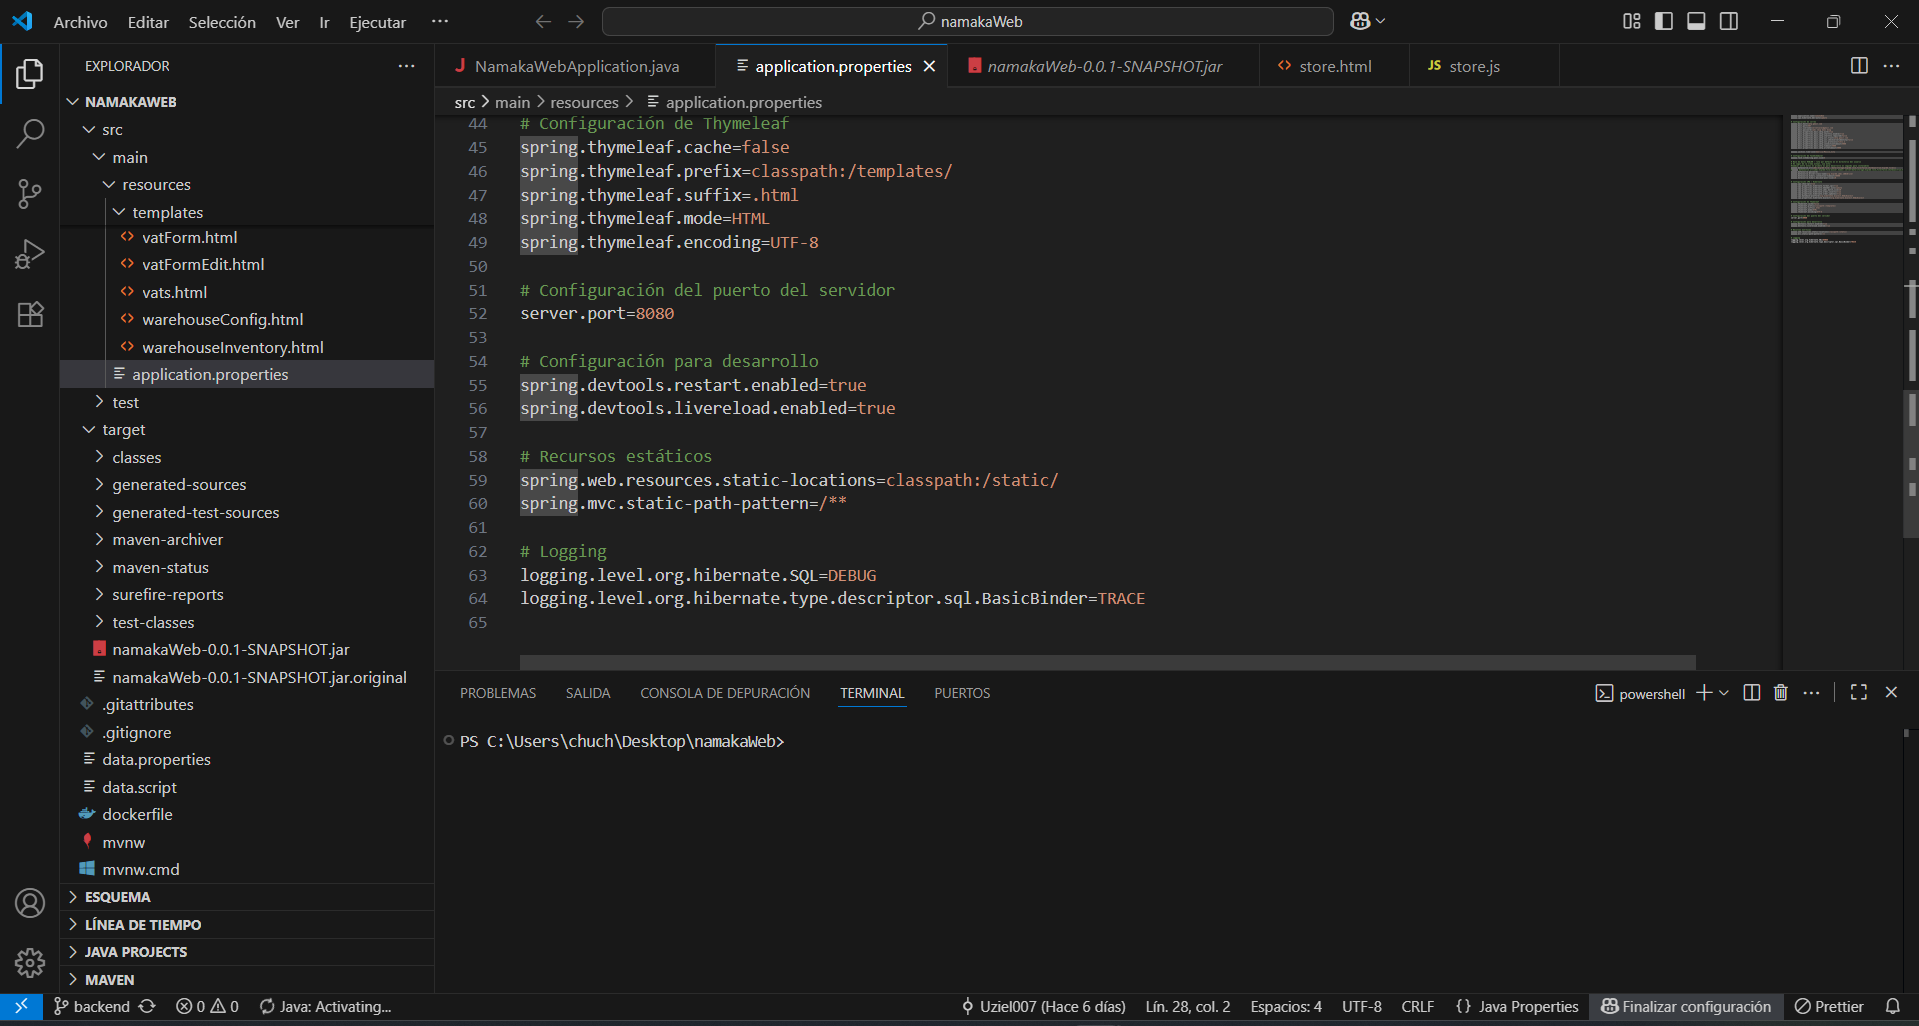 Archivo Editar Selección Ver Ir Ejecutar ···
namakaWeb
EXPLORADOR
NAMAKAWEB
src
main
resources
templates
vatForm.html
vatFormEdit.html
vats.html
warehouseConfig.html
warehouseInventory.html
application.properties
test
target
classes
generated-sources
generated-test-sources
maven-archiver
maven-status
surefire-reports
test-classes
namakaWeb-0.0.1-SNAPSHOT.jar
namakaWeb-0.0.1-SNAPSHOT.jar.original
.gitattributes
.gitignore
data.properties
data.script
dockerfile
mvnw
mvnw.cmd
ESQUEMA
LÍNEA DE TIEMPO
JAVA PROJECTS
MAVEN
J NamakaWebApplication.java application.properties namakaWeb-0.0.1-SNAPSHOT.jar store.html JS store.js
src > main > resources > application.properties
44 # Configuración de Thymeleaf
45 spring.thymeleaf.cache=false
46 spring.thymeleaf.prefix=classpath:/templates/
47 spring.thymeleaf.suffix=.html
48 spring.thymeleaf.mode=HTML
49 spring.thymeleaf.encoding=UTF-8
50
51 # Configuración del puerto del servidor
52 server.port=8080
53
54 # Configuración para desarrollo
55 spring.devtools.restart.enabled=true
56 spring.devtools.livereload.enabled=true
57
58 # Recursos estáticos
59 spring.web.resources.static-locations=classpath:/static/
60 spring.mvc.static-path-pattern=/**
61
62 # Logging
63 logging.level.org.hibernate.SQL=DEBUG
64 logging.level.org.hibernate.type.descriptor.sql.BasicBinder=TRACE
65
PROBLEMAS SALIDA CONSOLA DE DEPURACIÓN TERMINAL PUERTOS
powershell
PS C:\Users\chuch\Desktop\namakaWeb>
backend 0 0 Java: Activating... Uziel007 (Hace 6 días) Lín. 28, col. 2 Espacios: 4 UTF-8 CRLF {} Java Properties Finalizar configuración Prettier